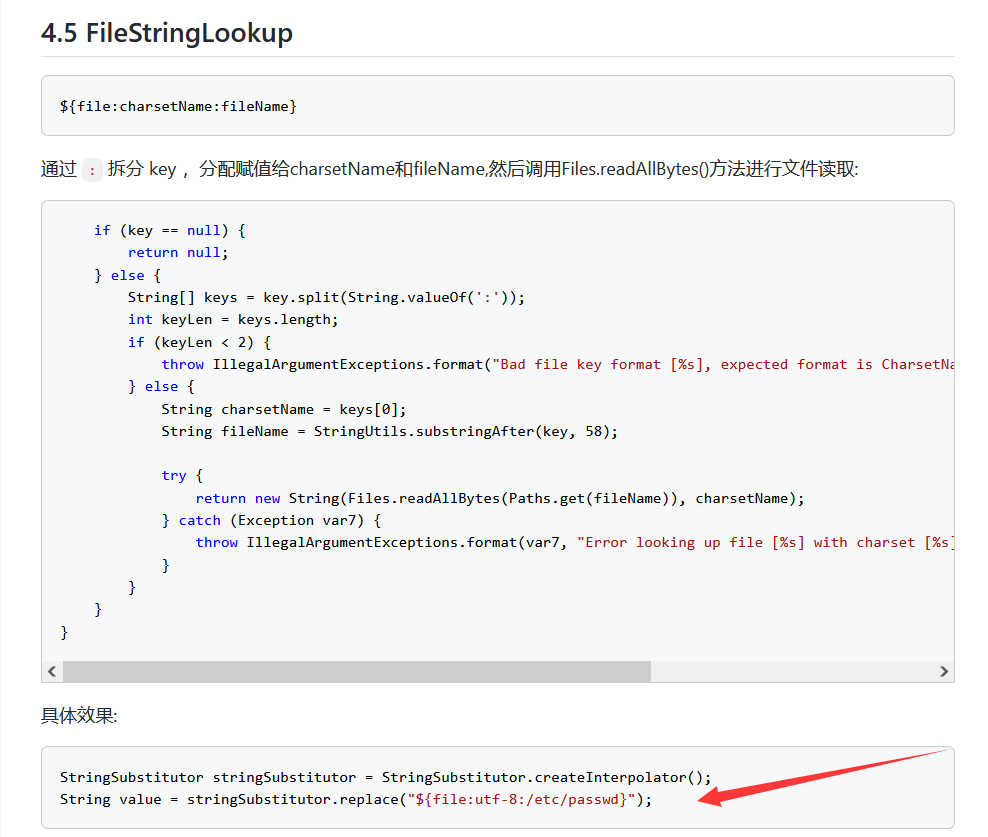 4.5 FileStringLookup
${file:charsetName:fileName}
通过 : 拆分 key ，分配赋值给charsetName和fileName,然后调用Files.readAllBytes()方法进行文件读取:
if (key == null) {
return null;
} else {
String[] keys = key.split(String.valueOf(':'));
int keyLen = keys.length;
if (keyLen < 2) {
throw IllegalArgumentExceptions.format("Bad file key format [%s], expected format is CharsetNa
} else {
String charsetName = keys[0];
String fileName = StringUtils.substringAfter(key, 58);
try {
return new String(Files.readAllBytes(Paths.get(fileName)), charsetName);
} catch (Exception var7) {
throw IllegalArgumentExceptions.format(var7, "Error looking up file [%s] with charset [%s]
}
}
}
}
具体效果:
StringSubstitutor stringSubstitutor = StringSubstitutor.createInterpolator();
String value = stringSubstitutor.replace("${file:utf-8:/etc/passwd}");